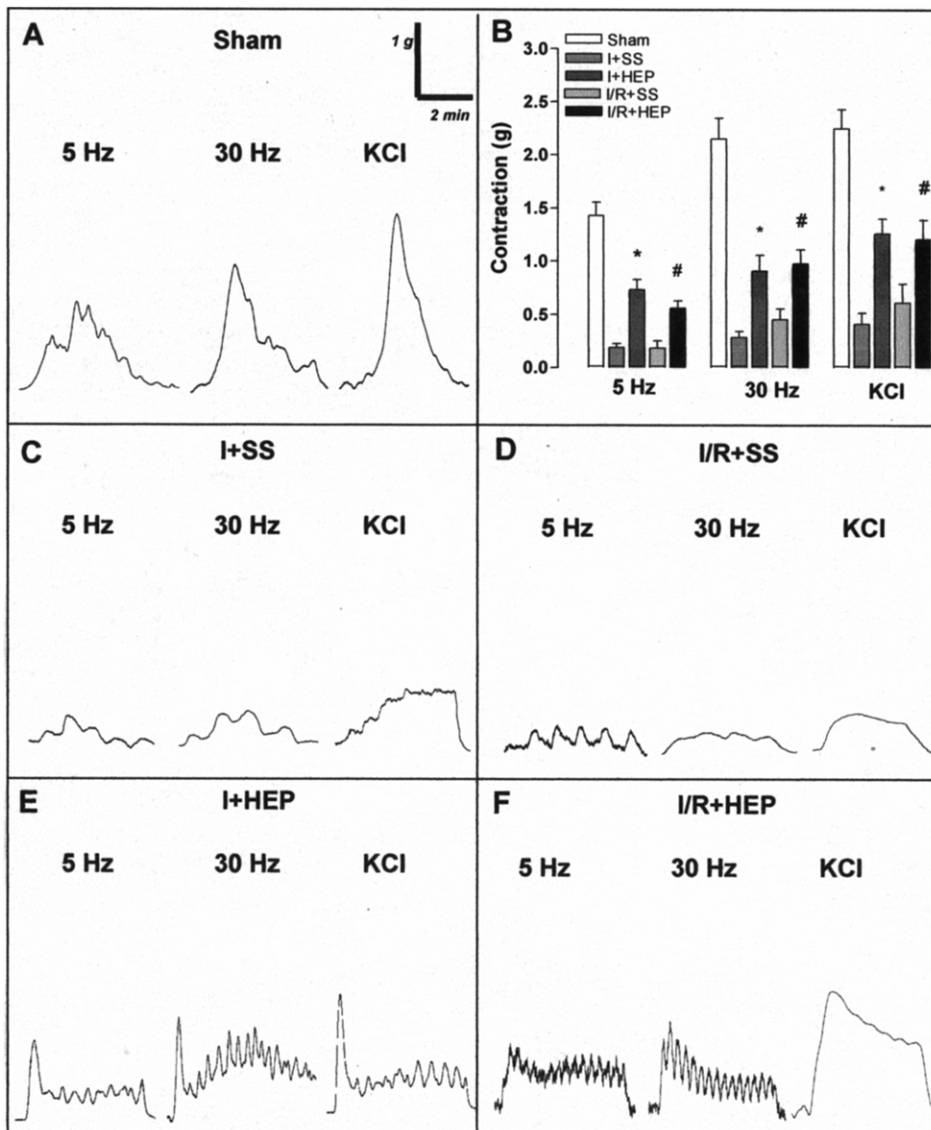 A
Sham
1 g
2 min
5 Hz 30 Hz KCl
B
3.0
2.5
2.0
1.5
1.0
0.5
0.0
Contraction (g)
Sham
I+SS
I+HEP
I/R+SS
I/R+HEP
* # * # * #
5 Hz 30 Hz KCl
C
I+SS
5 Hz 30 Hz KCl
D
I/R+SS
5 Hz 30 Hz KCl
E
I+HEP
5 Hz 30 Hz KCl
F
I/R+HEP
5 Hz 30 Hz KCl